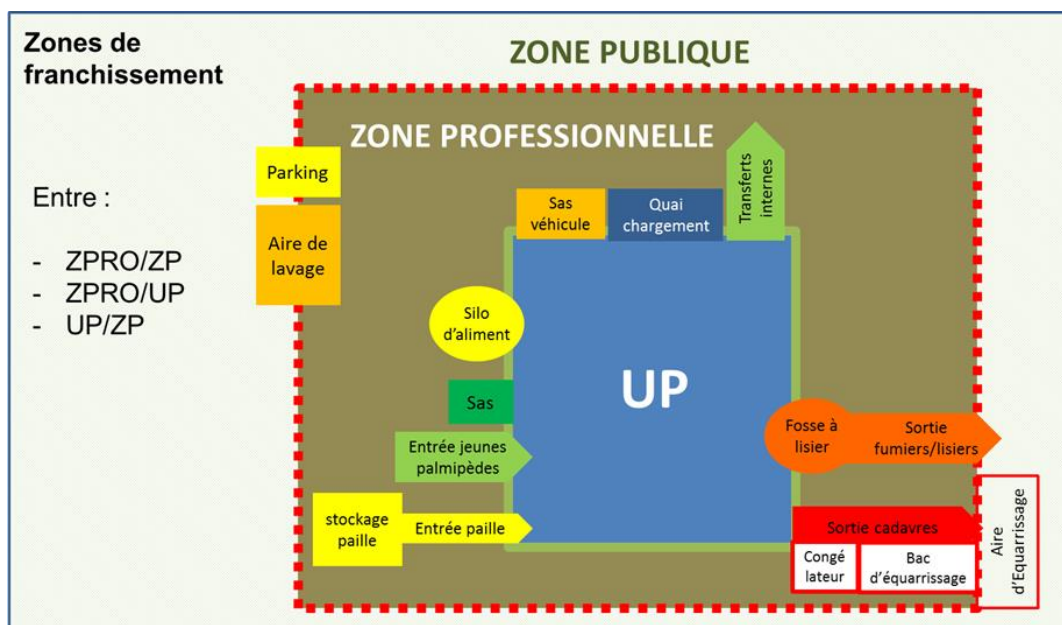 Zones de
franchissement
Entre :
- ZPRO/ZP
- ZPRO/UP
- UP/ZP
ZONE PUBLIQUE
ZONE PROFESSIONNELLE
Parking
Aire de
lavage
Sas
véhicule
Quai
chargement
Transferts
internes
Silo
d'aliment
UP
Sas
Entrée jeunes
palmipèdes
stockage
paille
Entrée paille
Fosse à
lisier
Sortie
fumiers/lisiers
Sortie cadavres
Congé
lateur
Bac
d'équarrissage
Aire
d'Equarrissage